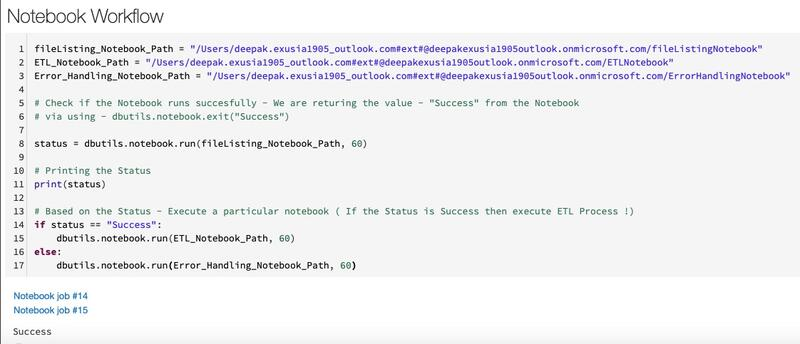 Notebook Workflow
1 fileListing_Notebook_Path = "/Users/deepak.exusia1905_outlook.com#ext#@deepakexusia1905outlook.onmicrosoft.com/fileListingNotebook"
2 ETL_Notebook_Path = "/Users/deepak.exusia1905_outlook.com#ext#@deepakexusia1905outlook.onmicrosoft.com/ETLNotebook"
3 Error_Handling_Notebook_Path = "/Users/deepak.exusia1905_outlook.com#ext#@deepakexusia1905outlook.onmicrosoft.com/ErrorHandlingNotebook"
4
5 # Check if the Notebook runs succesfully - We are returing the value - "Success" from the Notebook
6 # via using - dbutils.notebook.exit("Success")
7
8 status = dbutils.notebook.run(fileListing_Notebook_Path, 60)
9
10 # Printing the Status
11 print(status)
12
13 # Based on the Status - Execute a particular notebook ( If the Status is Success then execute ETL Process !)
14 if status == "Success":
15     dbutils.notebook.run(ETL_Notebook_Path, 60)
16 else:
17     dbutils.notebook.run(Error_Handling_Notebook_Path, 60)
Notebook job #14
Notebook job #15
Success